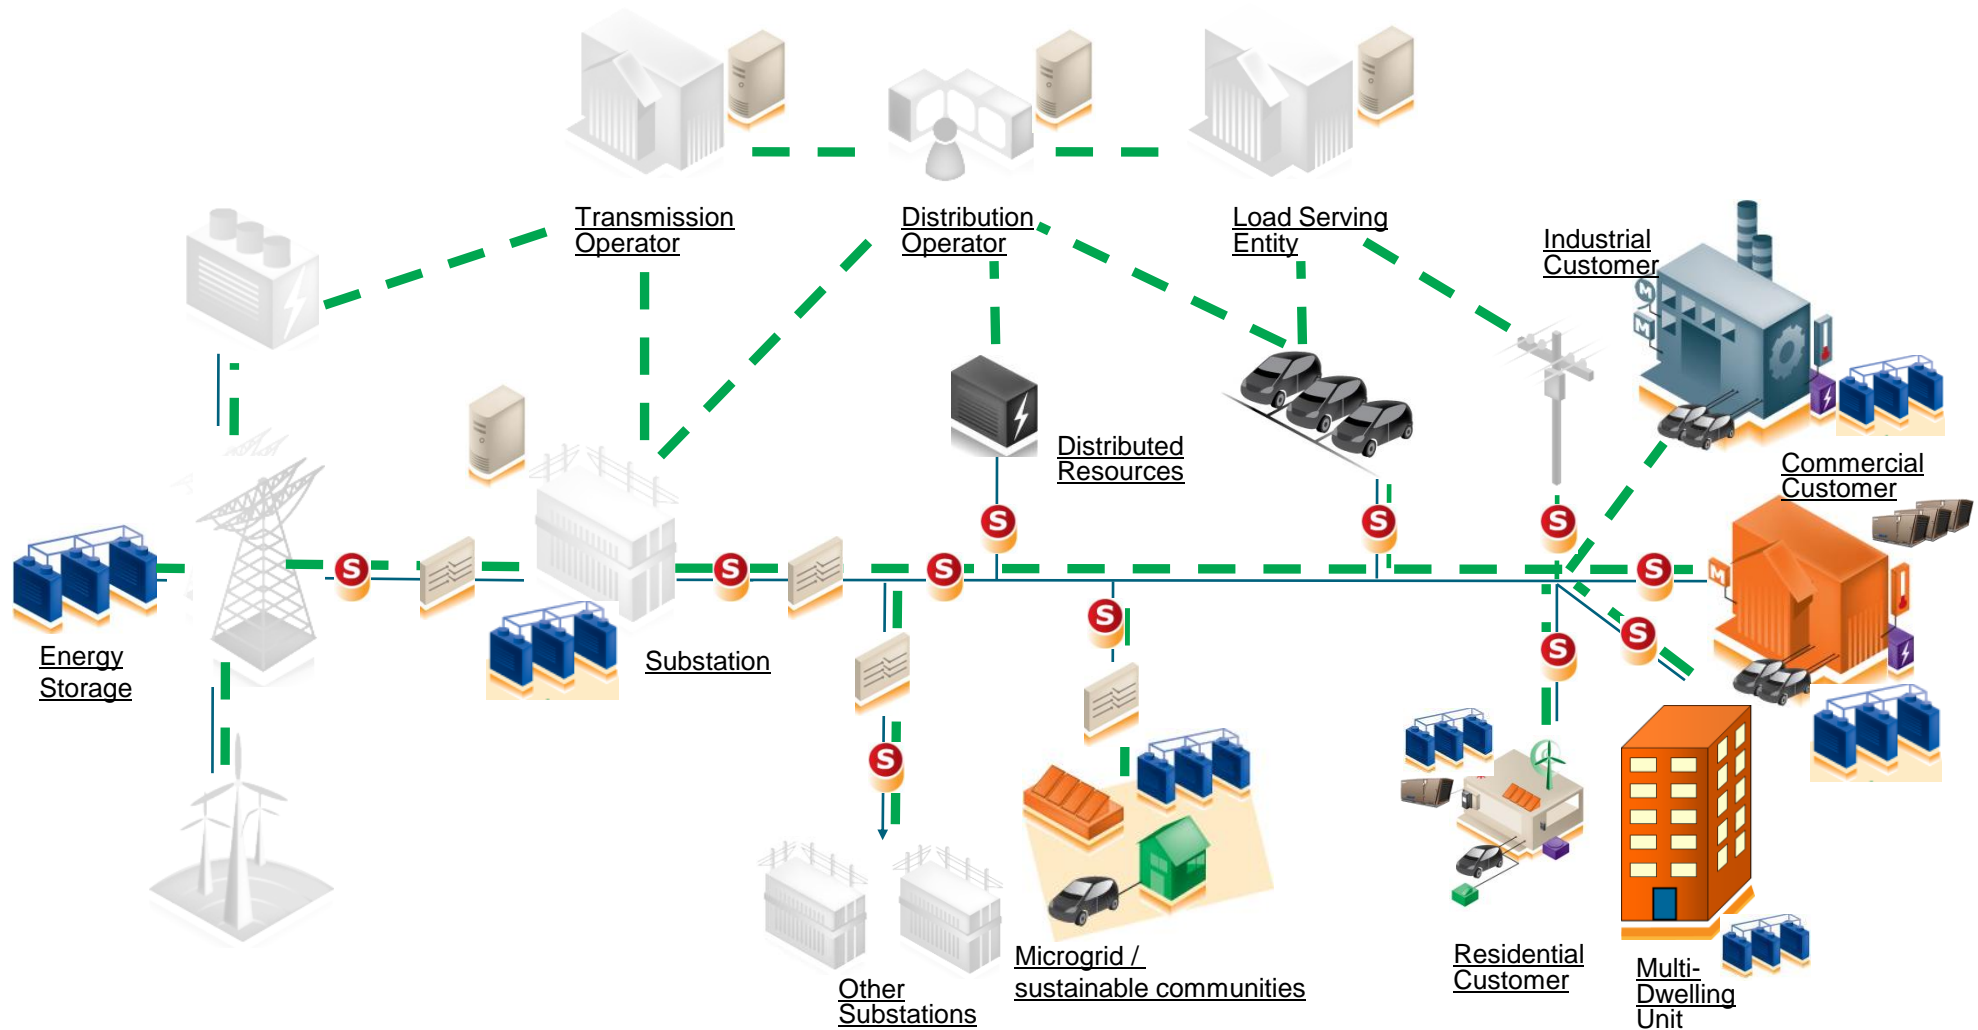 Transmission
Operator
Distribution
Operator
Load Serving
Entity
Industrial
Customer
M
M
Distributed
Resources
Commercial
Customer
S
S
S
S
S
S
S
M
S
S
S
S
Energy
Storage
Substation
Microgrid /
sustainable communities
Residential
Customer
Multi-
Dwelling
Unit
Other
Substations